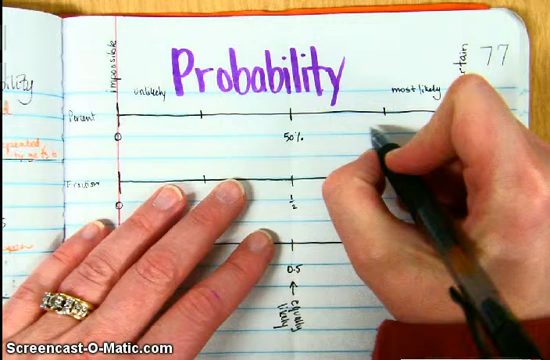 Probability
77
Impossible
unlikely
most likely
certain
Percent
0
50%
Fraction
0
1/2
0.5
equally
likely
Screencast-O-Matic.com